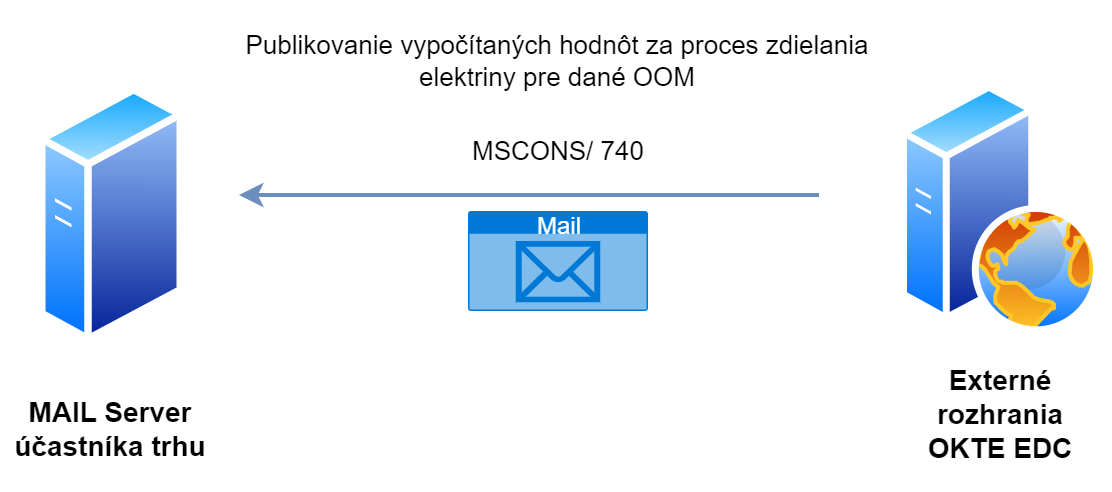 Publikovanie vypočítaných hodnôt za proces zdielania
elektriny pre dané OOM
MSCONS/ 740
Mail
MAIL Server
účastníka trhu
Externé
rozhrania
OKTE EDC